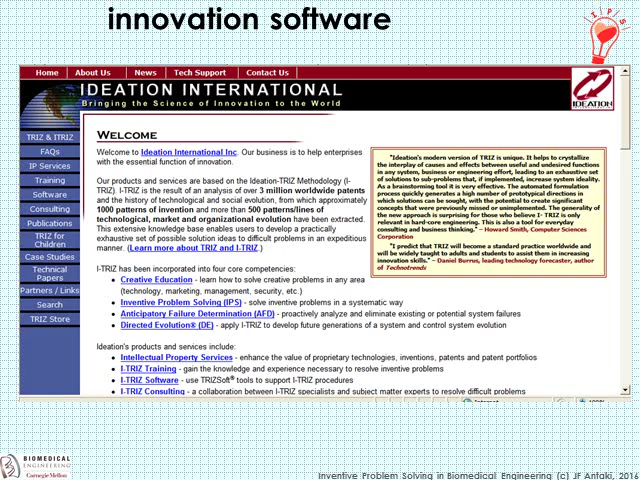 innovation software
I P S
Home | About Us | News | Tech Support | Contact Us
IDEATION INTERNATIONAL
Bringing the Science of Innovation to the World
IDEATION
TRIZ & ITRIZ
FAQs
IP Services
Training
Software
Consulting
Publications
TRIZ for
Children
Case Studies
Technical
Papers
Partners / Links
Search
TRIZ Store
WELCOME
Welcome to Ideation International Inc. Our business is to help enterprises
with the essential function of innovation.
Our products and services are based on the Ideation-TRIZ Methodology (I-
TRIZ). I-TRIZ is the result of an analysis of over 3 million worldwide patents
and the history of technological and social evolution, from which approximately
1000 patterns of invention and more than 500 patterns/lines of
technological, market and organizational evolution have been extracted.
This extensive knowledge base enables users to develop a practically
exhaustive set of possible solution ideas to difficult problems in an expeditious
manner. (Learn more about TRIZ and I-TRIZ.)
"Ideation's modern version of TRIZ is unique. It helps to crystallize
the interplay of causes and effects between useful and undesired functions
in any system, business or engineering effort, leading to an exhaustive set
of solutions to sub-problems that, if implemented, increase system ideality.
As a brainstorming tool it is very effective. The automated formulation
process quickly generates a high number of prototypical directions in
which solutions can be sought, with the potential to create significant
concepts that were previously missed or unimplemented. The generality of
the new approach is surprising for those who believe I- TRIZ is only
relevant in hard-core engineering. This is also a tool for everyday
consulting and business thinking." – Howard Smith, Computer Sciences
Corporation
"I predict that TRIZ will become a standard practice worldwide and
will be widely taught to adults and students to assist them in increasing
innovation skills." – Daniel Burrus, leading technology forecaster, author
of Technotrends
I-TRIZ has been incorporated into four core competencies:
• Creative Education - learn how to solve creative problems in any area
(technology, marketing, management, security, etc.)
• Inventive Problem Solving (IPS) - solve inventive problems in a systematic way
• Anticipatory Failure Determination (AFD) - proactively analyze and eliminate existing or potential system failures
• Directed Evolution® (DE) - apply I-TRIZ to develop future generations of a system and control system evolution
Ideation's products and services include:
• Intellectual Property Services - enhance the value of proprietary technologies, inventions, patents and patent portfolios
• I-TRIZ Training - gain the knowledge and experience necessary to resolve inventive problems
• I-TRIZ Software - use TRIZSoft® tools to support I-TRIZ procedures
• I-TRIZ Consulting - a collaboration between I-TRIZ specialists and subject matter experts to resolve difficult problems
BIOMEDICAL
ENGINEERING
Carnegie Mellon
Inventive Problem Solving in Biomedical Engineering (c) JF Antaki, 2016